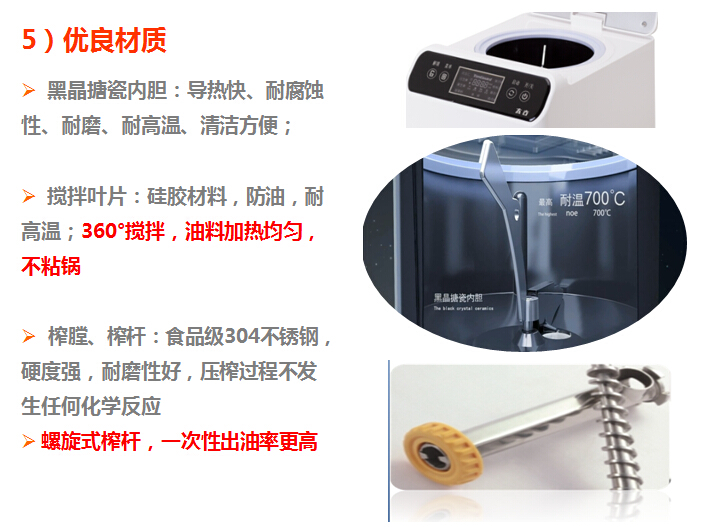 5）优良材质
黑晶搪瓷内胆：导热快、耐腐蚀
性、耐磨、耐高温、清洁方便；
搅拌叶片：硅胶材料，防油，耐
高温；360°搅拌，油料加热均匀，
不粘锅
榨膛、榨杆：食品级304不锈钢，
硬度强，耐磨性好，压榨过程不发
生任何化学反应
螺旋式榨杆，一次性出油率更高
最高 耐温700℃
noe 700℃
黑晶搪瓷内胆
The black crystal ceramics